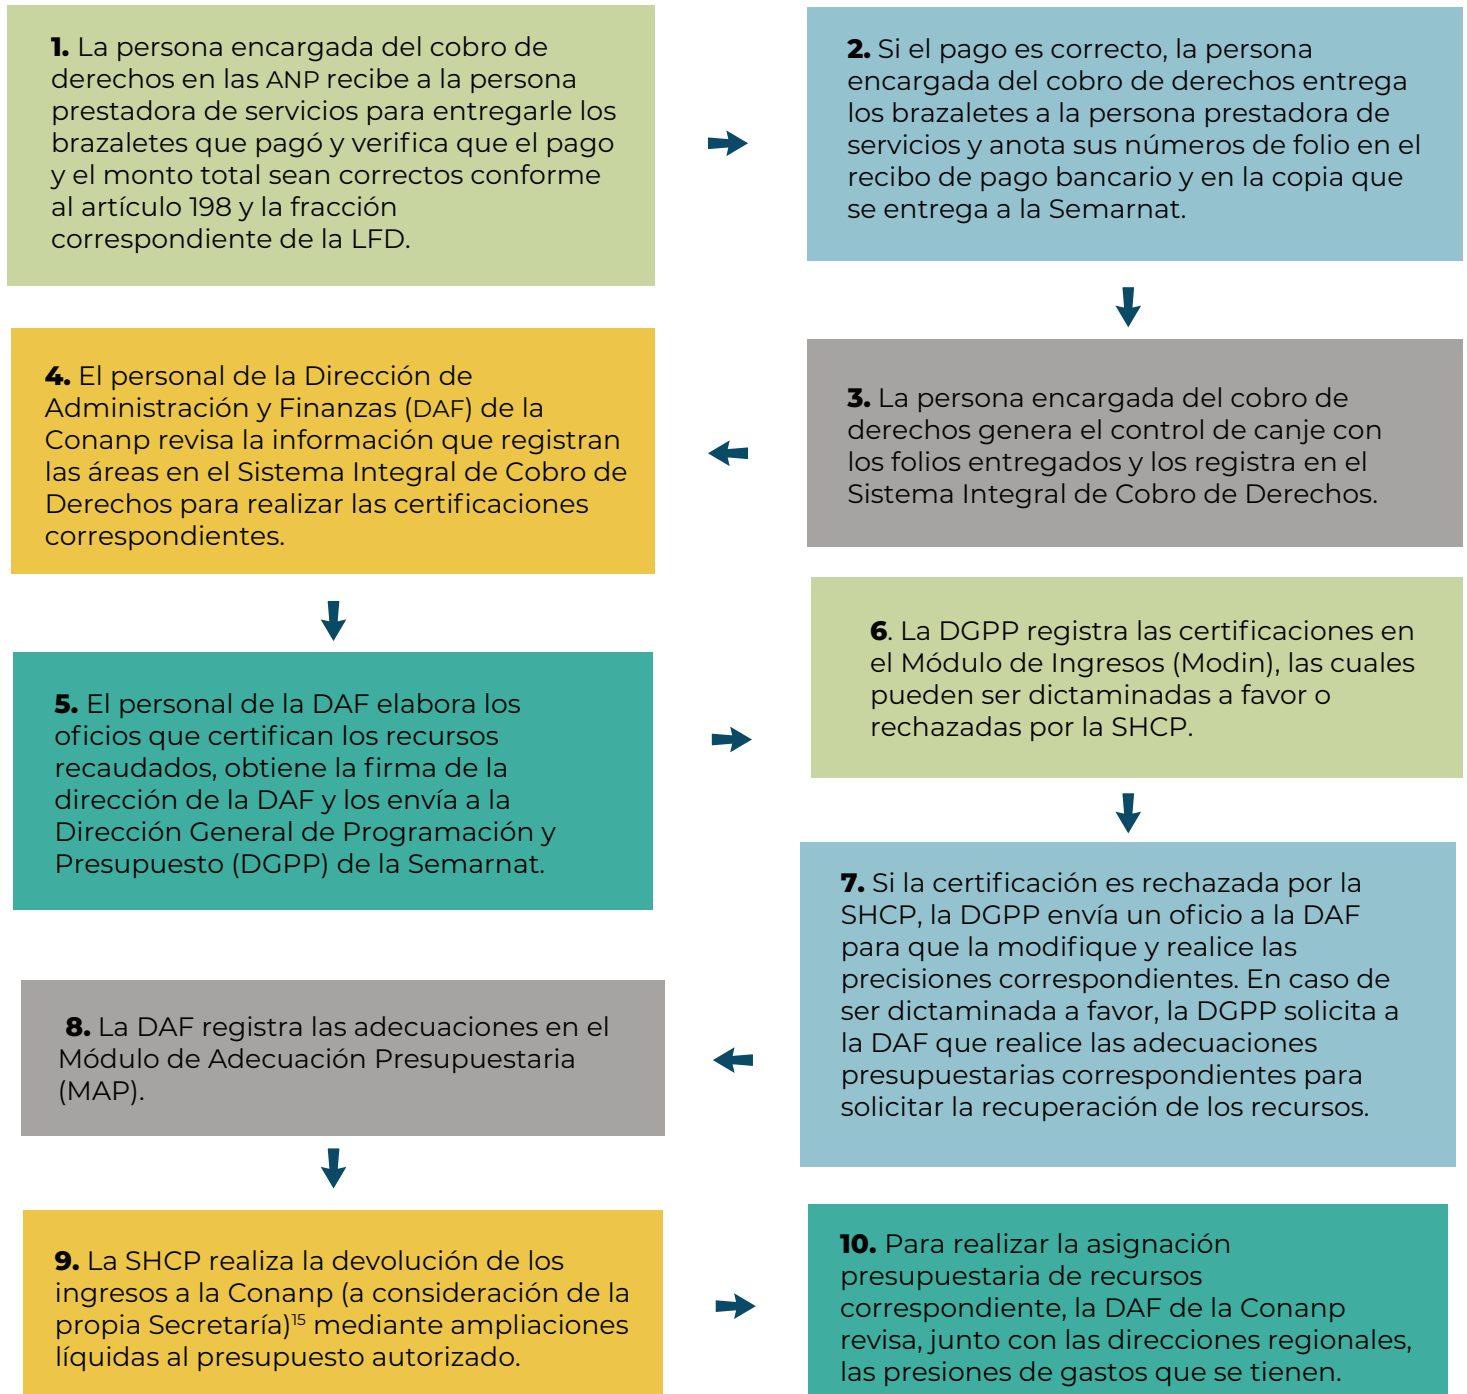 1. La persona encargada del cobro de
derechos en las ANP recibe a la persona
prestadora de servicios para entregarle los
brazaletes que pagó y verifica que el pago
y el monto total sean correctos conforme
al artículo 198 y la fracción
correspondiente de la LFD.
2. Si el pago es correcto, la persona
encargada del cobro de derechos entrega
los brazaletes a la persona prestadora de
servicios y anota sus números de folio en el
recibo de pago bancario y en la copia que
se entrega a la Semarnat.
3. La persona encargada del cobro de
derechos genera el control de canje con
los folios entregados y los registra en el
Sistema Integral de Cobro de Derechos.
4. El personal de la Dirección de
Administración y Finanzas (DAF) de la
Conanp revisa la información que registran
las áreas en el Sistema Integral de Cobro de
Derechos para realizar las certificaciones
correspondientes.
5. El personal de la DAF elabora los
oficios que certifican los recursos
recaudados, obtiene la firma de la
dirección de la DAF y los envía a la
Dirección General de Programación y
Presupuesto (DGPP) de la Semarnat.
6. La DGPP registra las certificaciones en
el Módulo de Ingresos (Modin), las cuales
pueden ser dictaminadas a favor o
rechazadas por la SHCP.
7. Si la certificación es rechazada por la
SHCP, la DGPP envía un oficio a la DAF
para que la modifique y realice las
precisiones correspondientes. En caso de
ser dictaminada a favor, la DGPP solicita a
la DAF que realice las adecuaciones
presupuestarias correspondientes para
solicitar la recuperación de los recursos.
8. La DAF registra las adecuaciones en el
Módulo de Adecuación Presupuestaria
(MAP).
9. La SHCP realiza la devolución de los
ingresos a la Conanp (a consideración de la
propia Secretaría)15 mediante ampliaciones
líquidas al presupuesto autorizado.
10. Para realizar la asignación
presupuestaria de recursos
correspondiente, la DAF de la Conanp
revisa, junto con las direcciones regionales,
las presiones de gastos que se tienen.